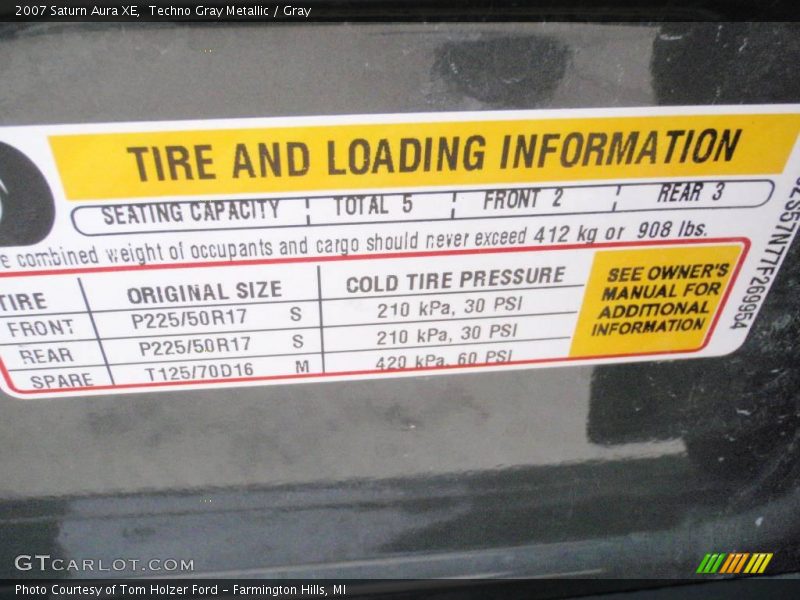 2007 Saturn Aura XE, Techno Gray Metallic / Gray
TIRE AND LOADING INFORMATION
SEATING CAPACITY TOTAL 5 FRONT 2 REAR 3
combined weight of occupants and cargo should never exceed 412 kg or 908 lbs.
TIRE ORIGINAL SIZE COLD TIRE PRESSURE
FRONT P225/50R17 S 210 kPa, 30 PSI
REAR P225/50R17 S 210 kPa, 30 PSI
SPARE T125/70D16 M 420 kPa, 60 PSI
SEE OWNER'S
MANUAL FOR
ADDITIONAL
INFORMATION
GTCARLOT.COM
Photo Courtesy of Tom Holzer Ford - Farmington Hills, MI